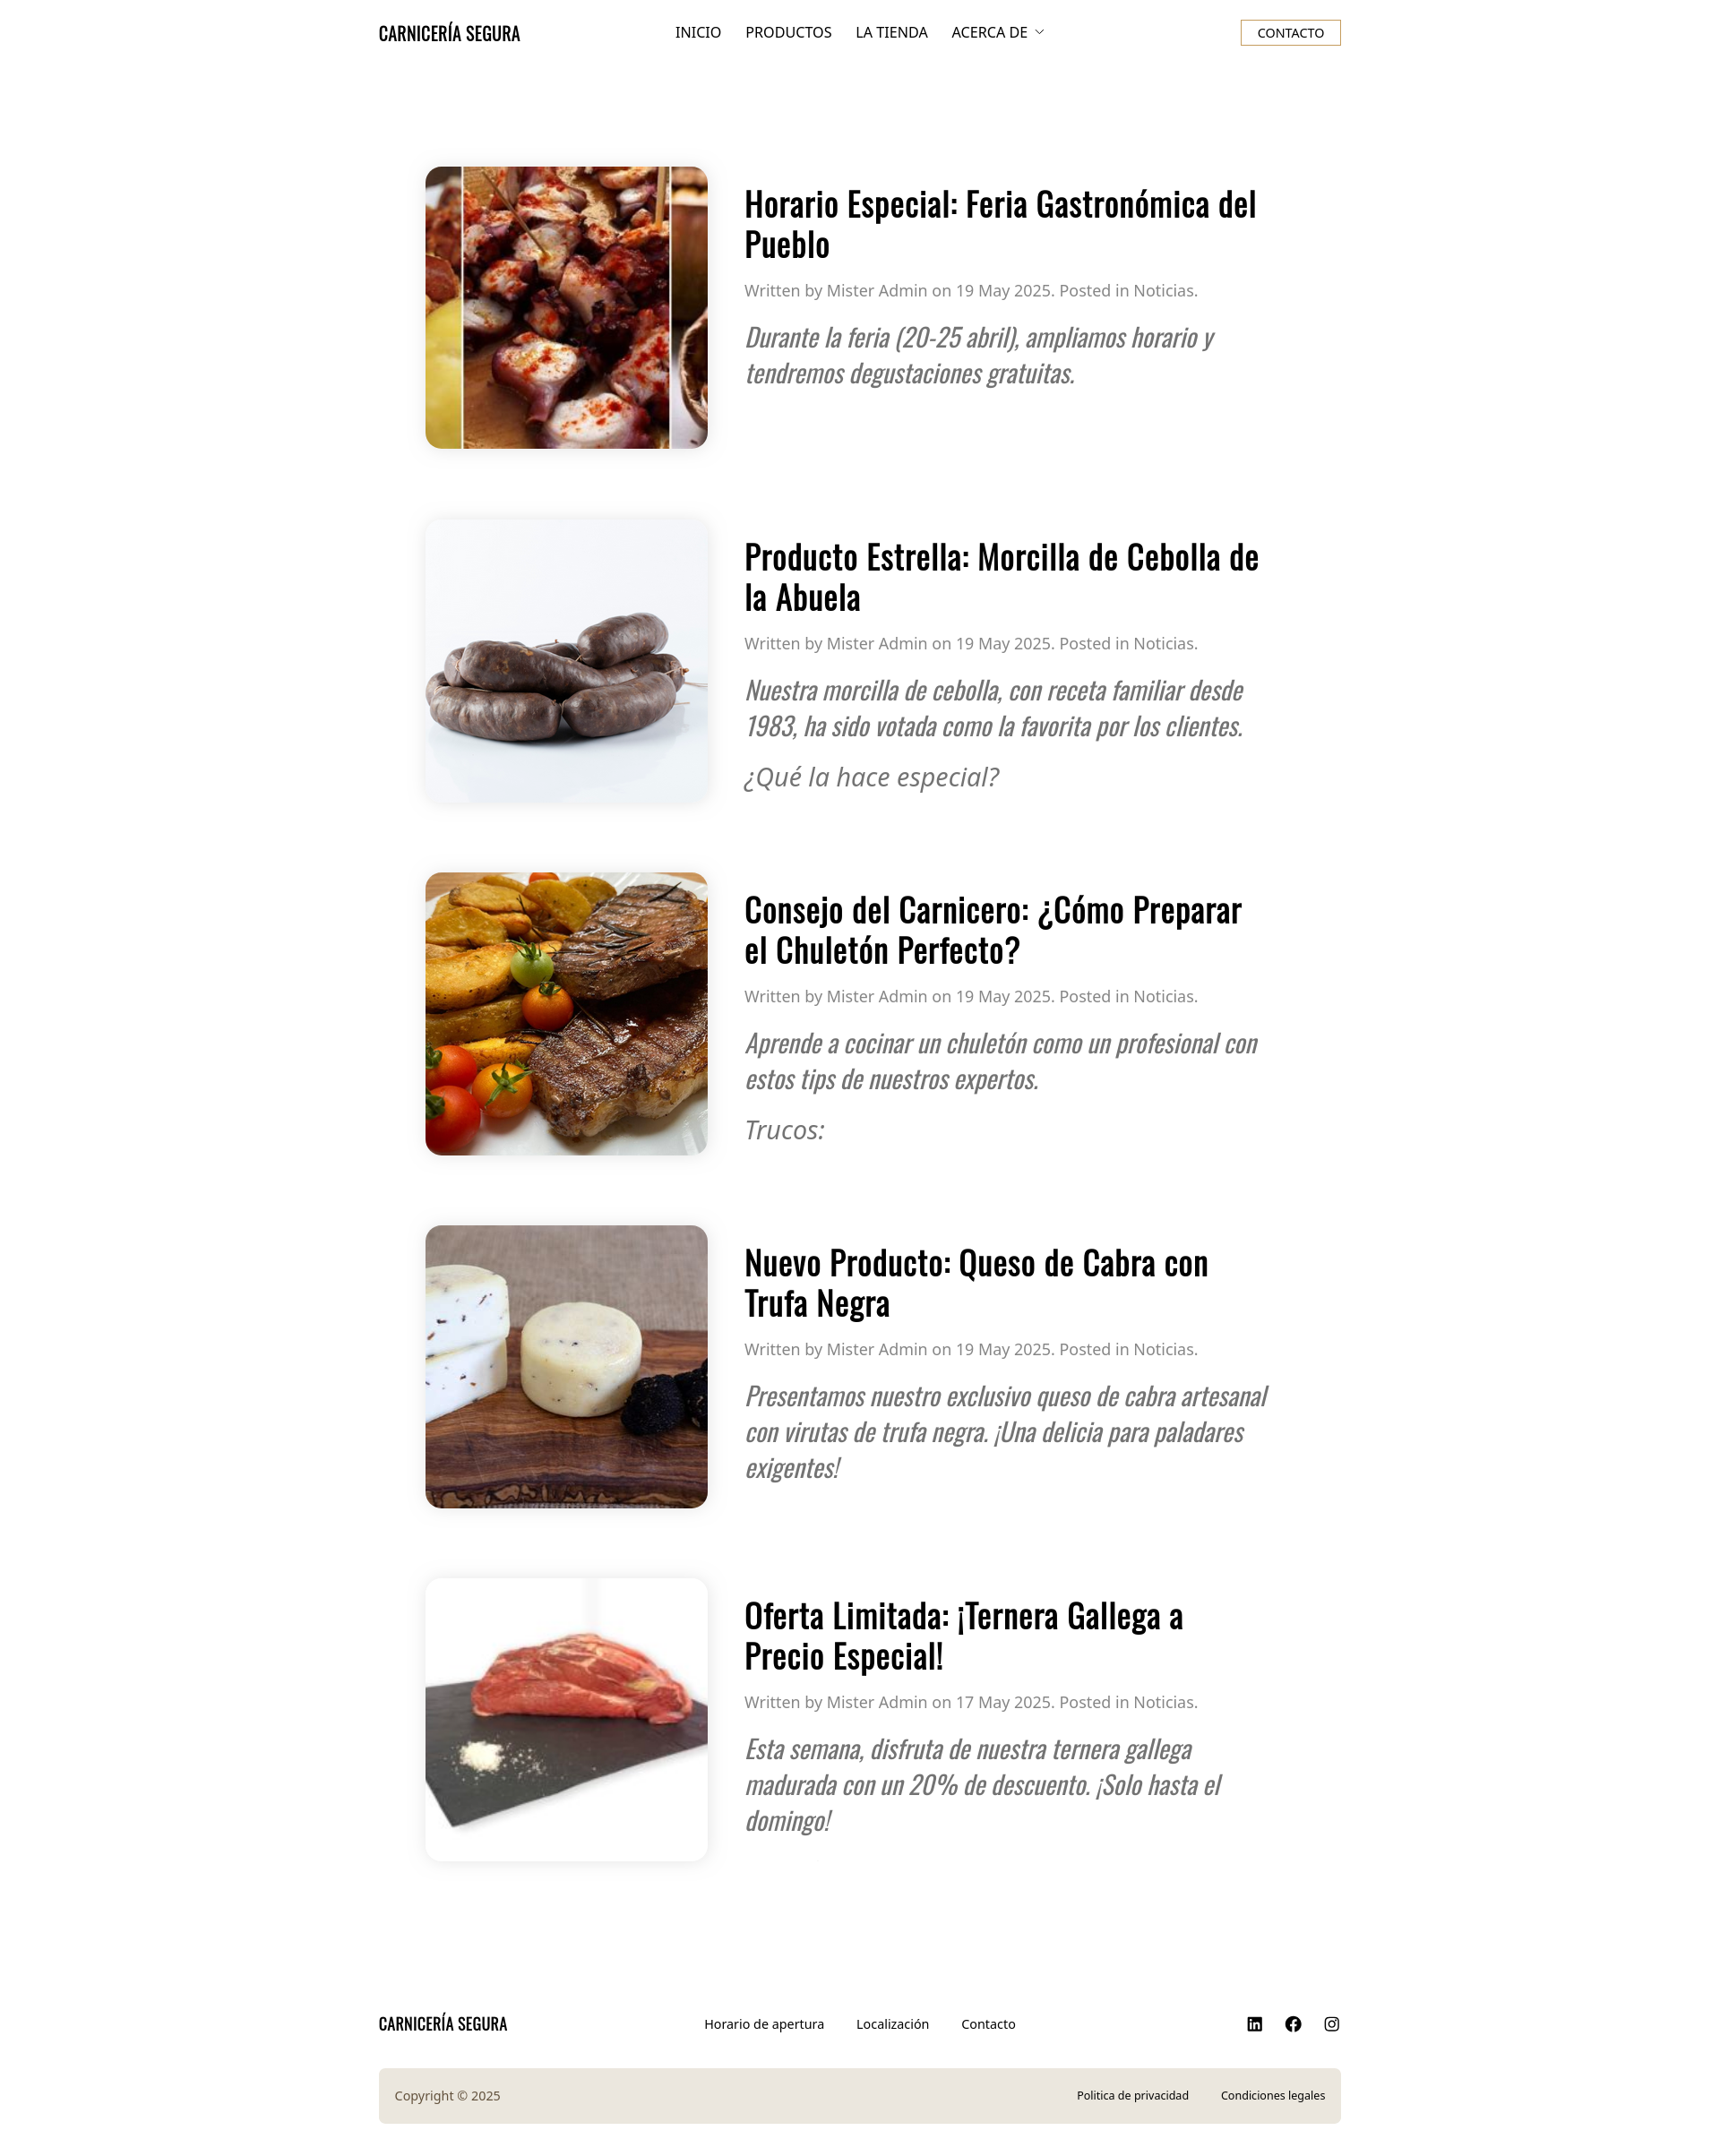 CARNICERÍA SEGURA
INICIO
PRODUCTOS
LA TIENDA
ACERCA DE
CONTACTO
Horario Especial: Feria Gastronómica del
Pueblo
Written by Mister Admin on 19 May 2025. Posted in Noticias.
Durante la feria (20-25 abril), ampliamos horario y
tendremos degustaciones gratuitas.
Producto Estrella: Morcilla de Cebolla de
la Abuela
Written by Mister Admin on 19 May 2025. Posted in Noticias.
Nuestra morcilla de cebolla, con receta familiar desde
1983, ha sido votada como la favorita por los clientes.
¿Qué la hace especial?
Consejo del Carnicero: ¿Cómo Preparar
el Chuletón Perfecto?
Written by Mister Admin on 19 May 2025. Posted in Noticias.
Aprende a cocinar un chuletón como un profesional con
estos tips de nuestros expertos.
Trucos:
Nuevo Producto: Queso de Cabra con
Trufa Negra
Written by Mister Admin on 19 May 2025. Posted in Noticias.
Presentamos nuestro exclusivo queso de cabra artesanal
con virutas de trufa negra. ¡Una delicia para paladares
exigentes!
Oferta Limitada: ¡Ternera Gallega a
Precio Especial!
Written by Mister Admin on 17 May 2025. Posted in Noticias.
Esta semana, disfruta de nuestra ternera gallega
madurada con un 20% de descuento. ¡Solo hasta el
domingo!
CARNICERÍA SEGURA
Horario de apertura
Localización
Contacto
Copyright © 2025
Politica de privacidad
Condiciones legales